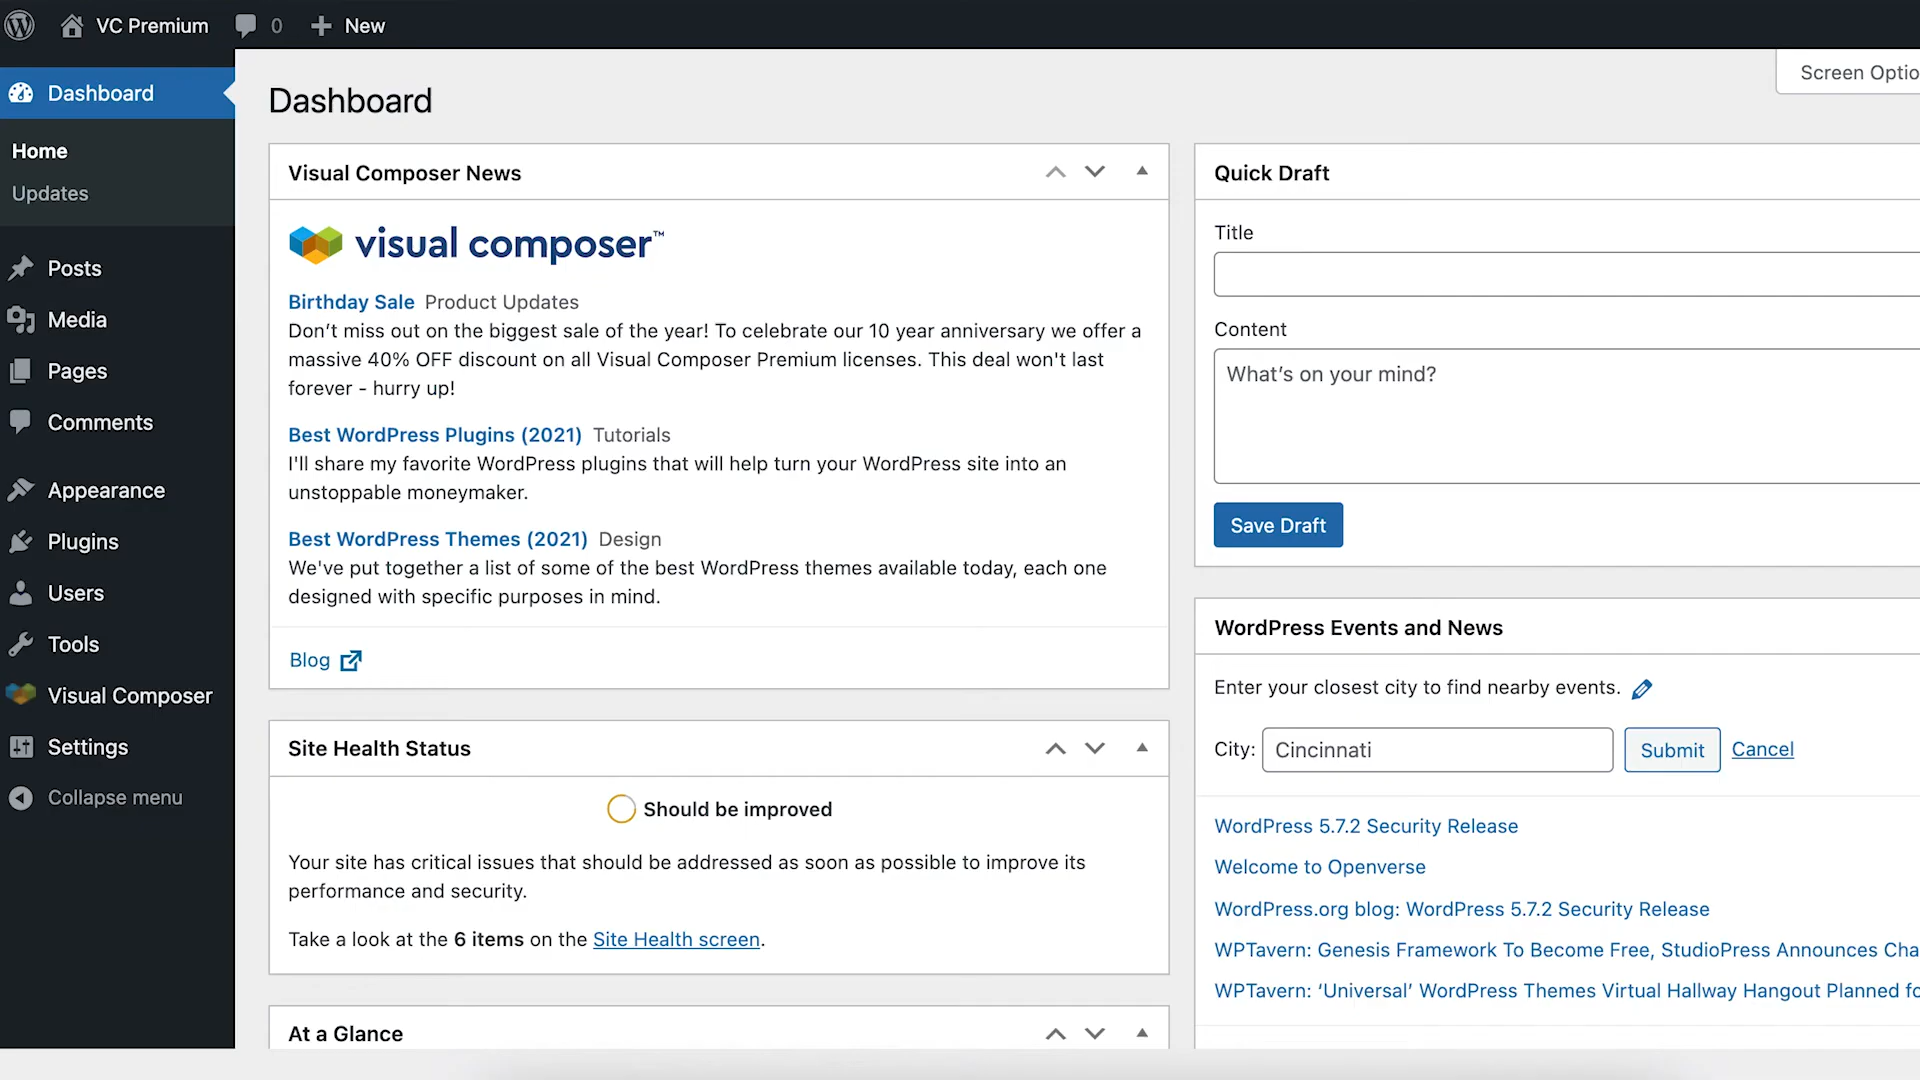 VC Premium
0
New
Screen Optio
Dashboard
Home
Updates
Posts
Media
Pages
Comments
Appearance
Plugins
Users
Tools
Visual Composer
Settings
Collapse menu
Dashboard
Visual Composer News
visual composer™
Birthday Sale Product Updates
Don’t miss out on the biggest sale of the year! To celebrate our 10 year anniversary we offer a
massive 40% OFF discount on all Visual Composer Premium licenses. This deal won't last
forever - hurry up!
Best WordPress Plugins (2021) Tutorials
I'll share my favorite WordPress plugins that will help turn your WordPress site into an
unstoppable moneymaker.
Best WordPress Themes (2021) Design
We've put together a list of some of the best WordPress themes available today, each one
designed with specific purposes in mind.
Blog
Site Health Status
Should be improved
Your site has critical issues that should be addressed as soon as possible to improve its
performance and security.
Take a look at the 6 items on the Site Health screen.
At a Glance
Quick Draft
Title
Content
What’s on your mind?
Save Draft
WordPress Events and News
Enter your closest city to find nearby events.
City: Cincinnati Submit Cancel
WordPress 5.7.2 Security Release
Welcome to Openverse
WordPress.org blog: WordPress 5.7.2 Security Release
WPTavern: Genesis Framework To Become Free, StudioPress Announces Cha
WPTavern: ‘Universal’ WordPress Themes Virtual Hallway Hangout Planned fo